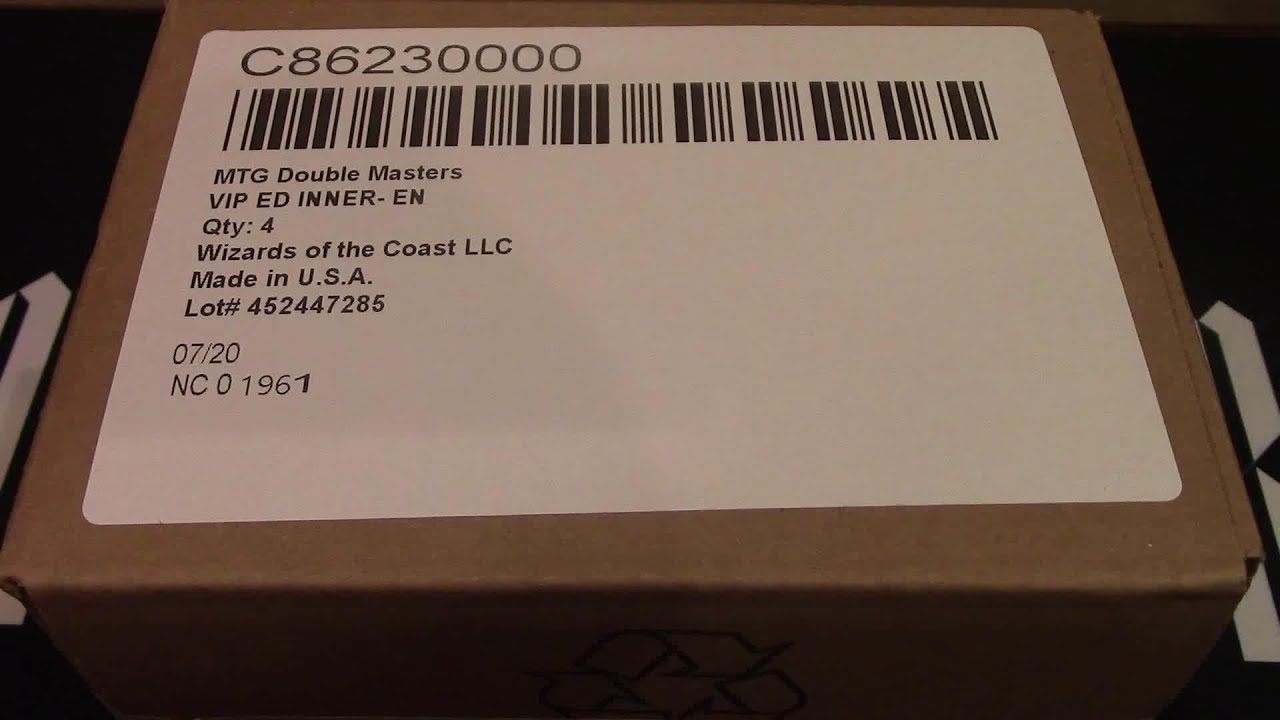 C86230000
MTG Double Masters
VIP ED INNER- EN
Qty: 4
Wizards of the Coast LLC
Made in U.S.A.
Lot# 452447285
07/20
NC 0 1961